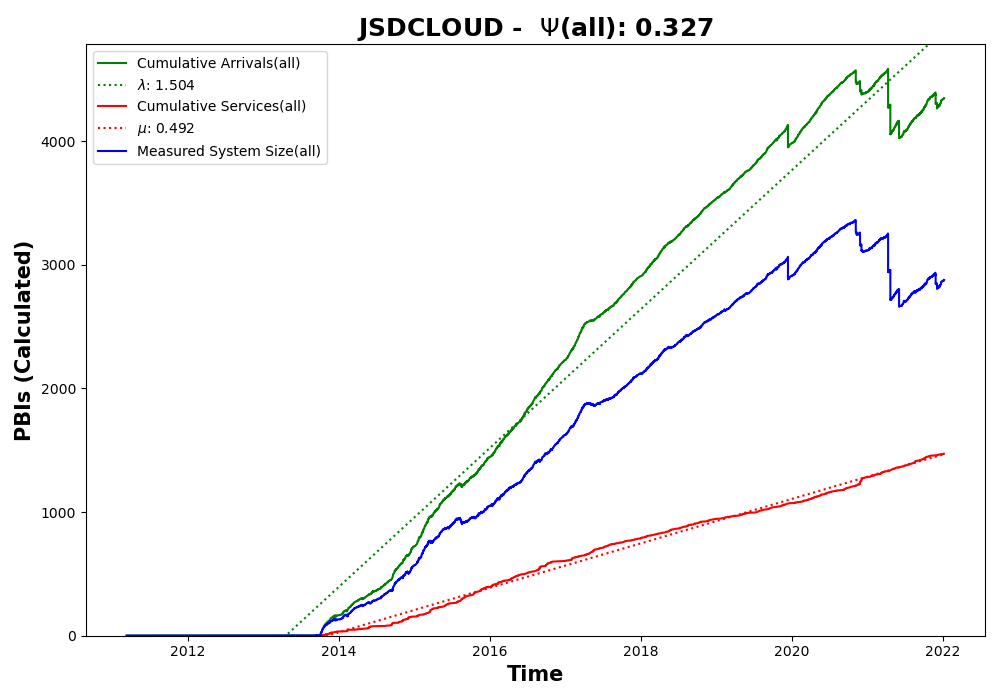 JSDCLOUD -  Ψ(all): 0.327
Cumulative Arrivals(all)
λ: 1.504
Cumulative Services(all)
μ: 0.492
Measured System Size(all)
PBIs (Calculated)
4000
3000
2000
1000
0
2012 2014 2016 2018 2020 2022
Time